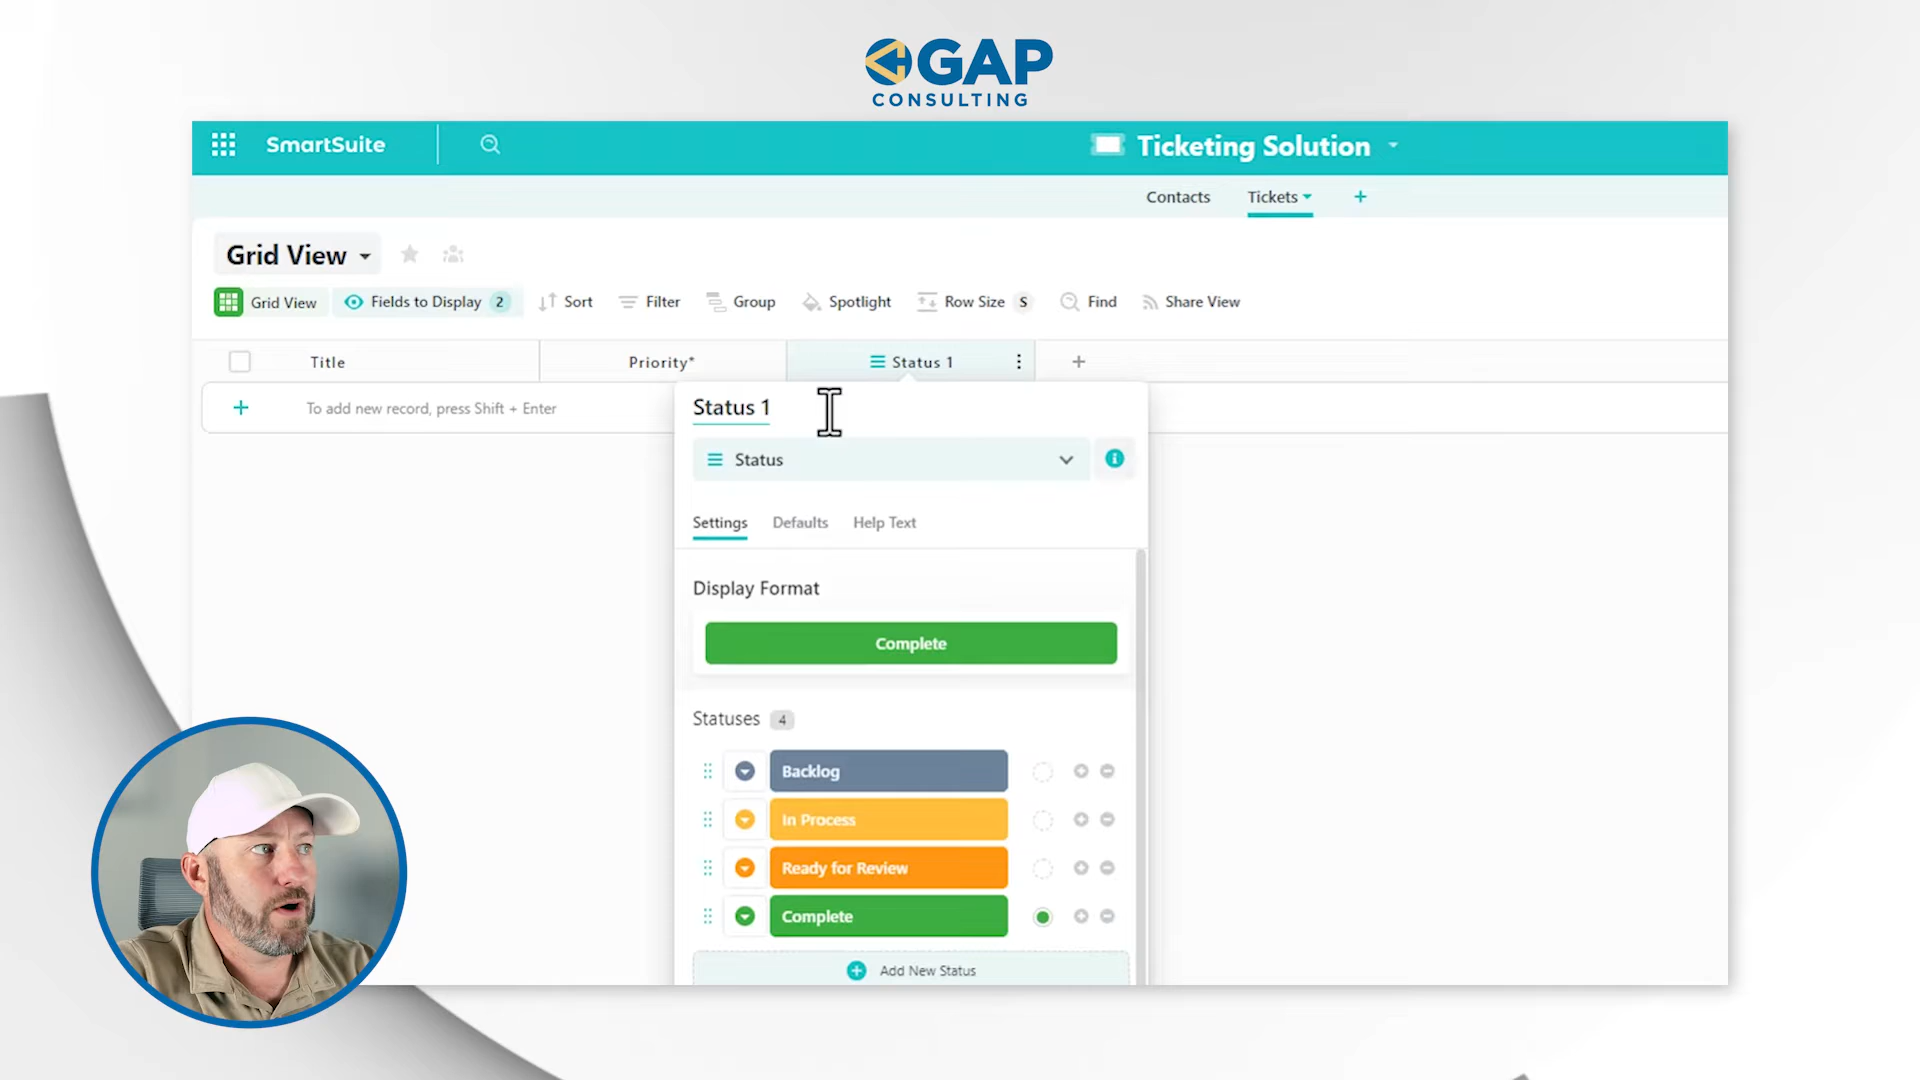 GAP
CONSULTING
SmartSuite
Ticketing Solution
Contacts
Tickets
Grid View
Grid View
Fields to Display 2
Sort
Filter
Group
Spotlight
Row Size S
Find
Share View
Title
Priority*
Status 1
To add new record, press Shift + Enter
Status 1
Status
Settings
Defaults
Help Text
Display Format
Complete
Statuses 4
Backlog
In Process
Ready for Review
Complete
Add New Status